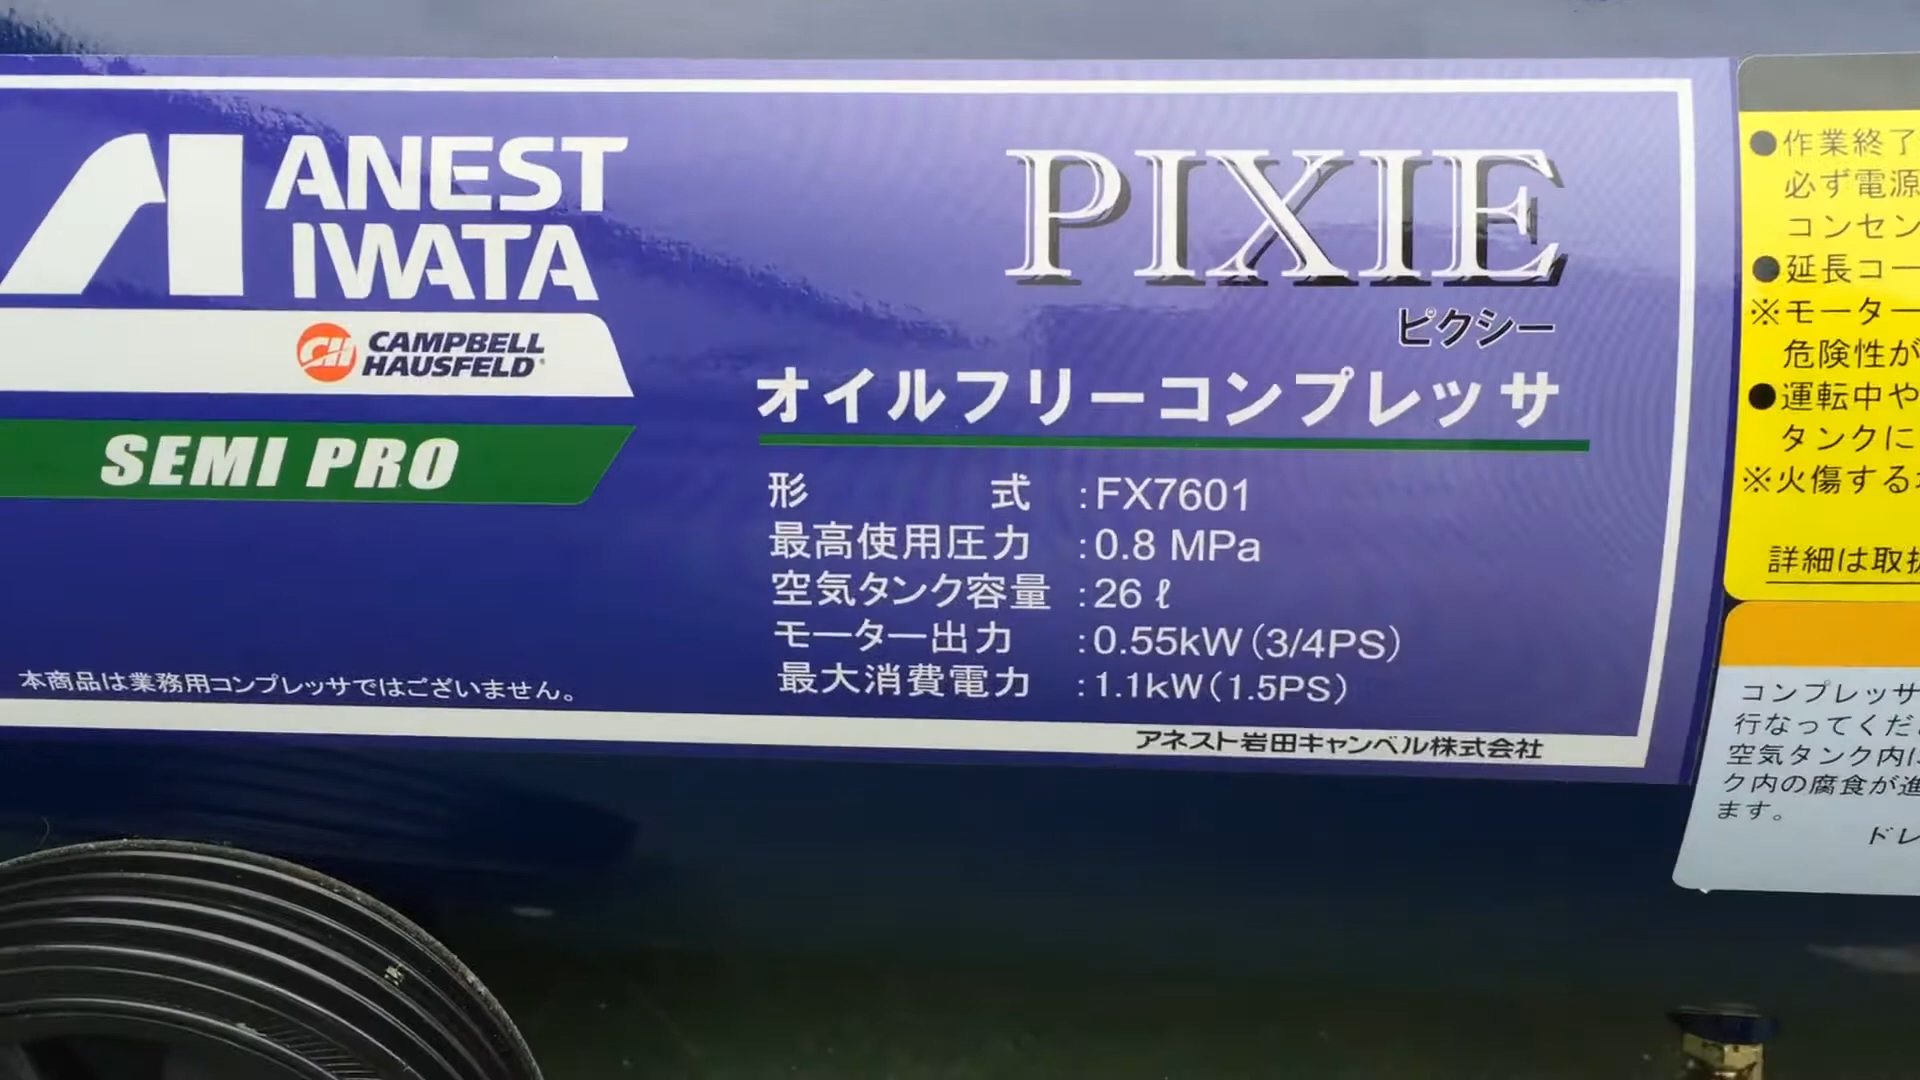 ANEST
IWATA
CAMPBELL
HAUSFELD
SEMI PRO
本商品は業務用コンプレッサではございません。
PIXIE
ピクシー
オイルフリーコンプレッサ
形 式 :FX7601
最高使用圧力 :0.8 MPa
空気タンク容量 :26 ℓ
モーター出力 :0.55kW(3/4PS)
最大消費電力 :1.1kW(1.5PS)
アネスト岩田キャンベル株式会社
●作業終了
必ず電源
コンセン
●延長コー
※モーター
危険性が
●運転中や
タンクに
※火傷する
詳細は取扱
コンプレッサ
行なってくだ
空気タンク内に
ク内の腐食が進
ます。
ドレ